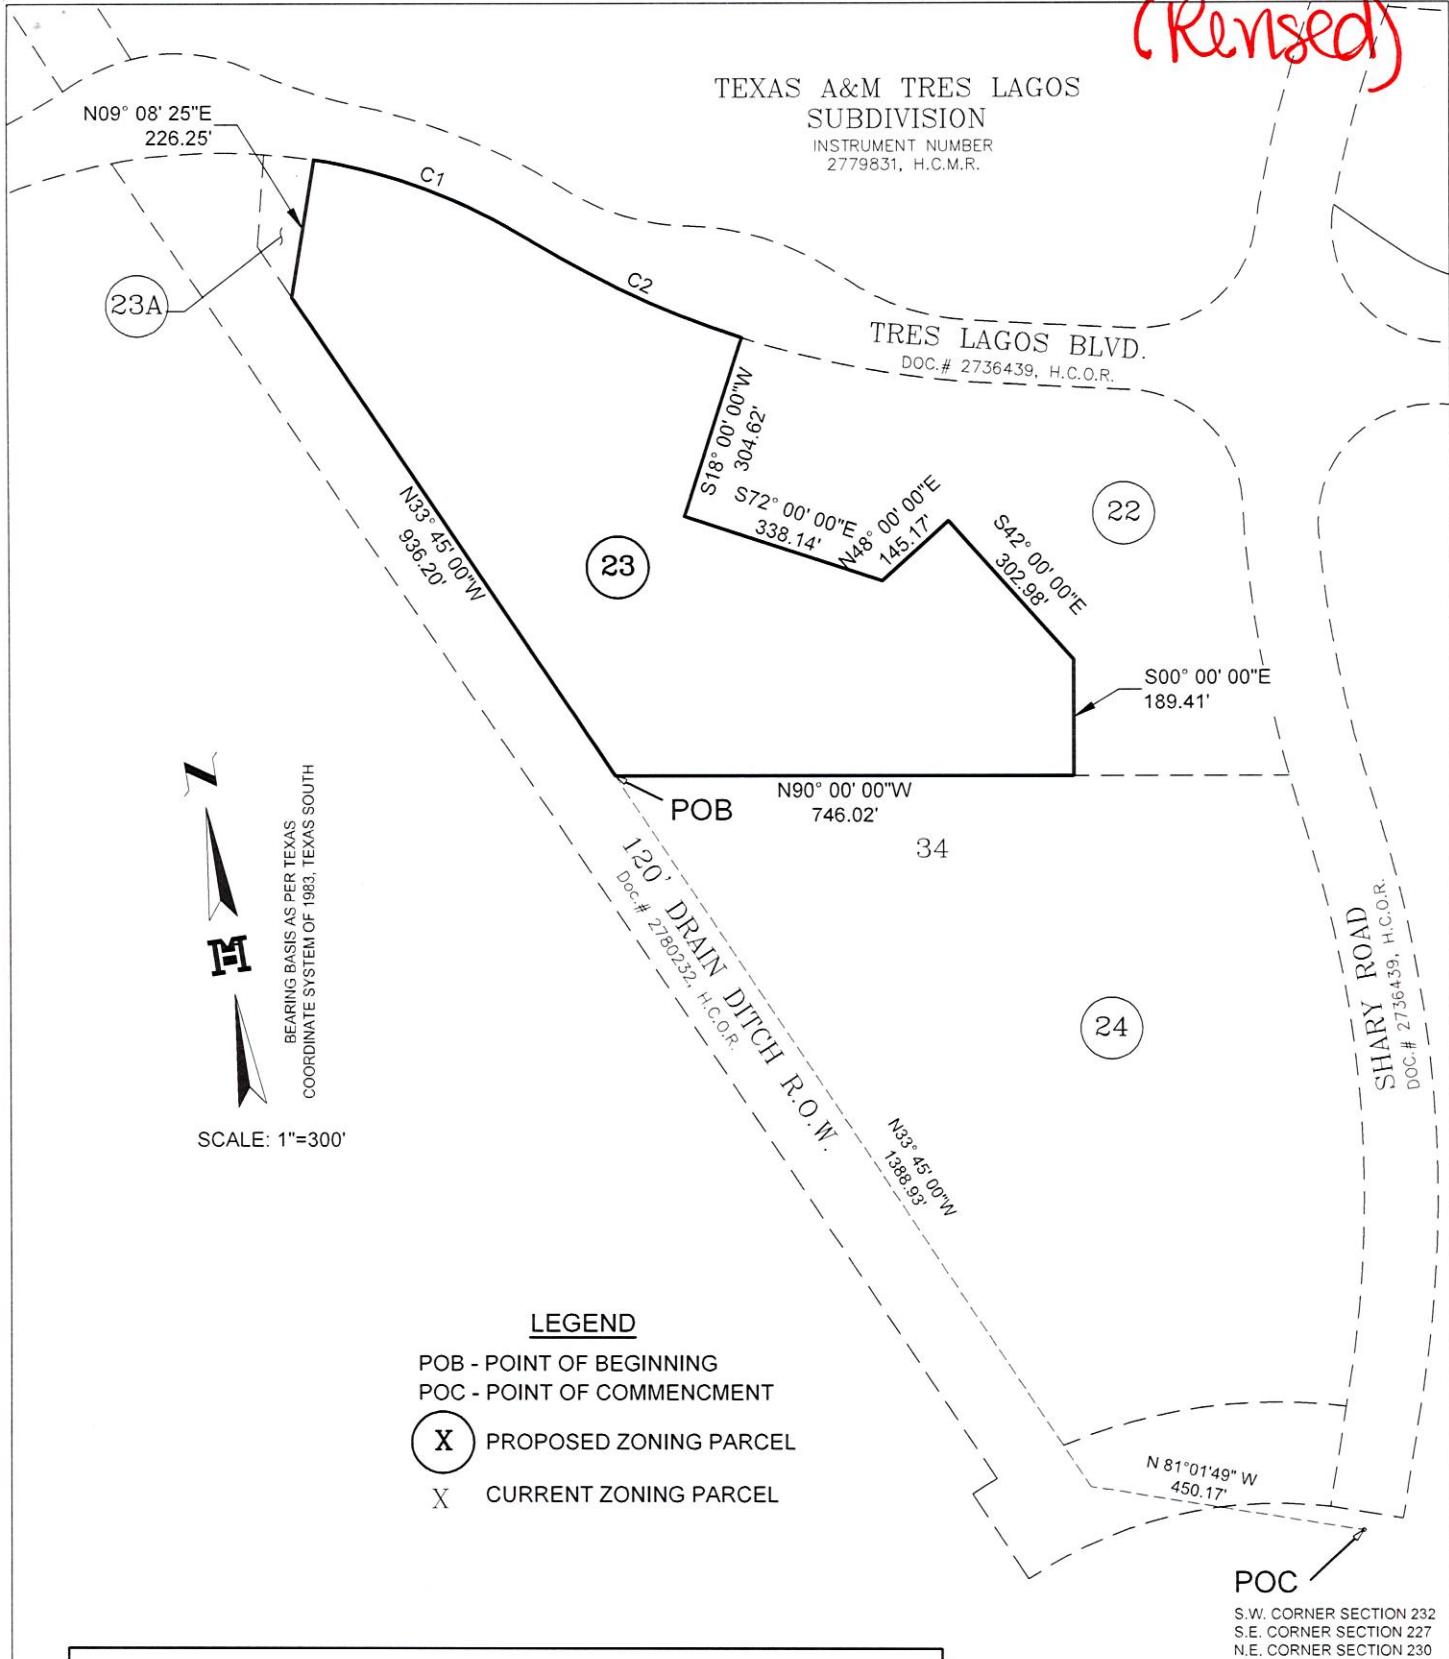 (Revised)
TEXAS A&M TRES LAGOS
SUBDIVISION
INSTRUMENT NUMBER
2779831, H.C.M.R.
N09° 08' 25"E
226.25'
C1
C2
23A
TRES LAGOS BLVD.
DOC.# 2736439, H.C.O.R.
S18° 00' 00"W
304.62'
S72° 00' 00"E
338.14'
N48° 00' 00"E
145.17'
S42° 00' 00"E
302.98'
22
N33° 45' 00"W
936.20'
23
S00° 00' 00"E
189.41'
N90° 00' 00"W
746.02'
POB
34
N
BEARING BASIS AS PER TEXAS
COORDINATE SYSTEM OF 1983, TEXAS SOUTH
SCALE: 1"=300'
120' DRAIN DITCH R.O.W.
DOC.# 2780232, H.C.O.R.
24
SHARY ROAD
DOC.# 2736439, H.C.O.R.
N33° 45' 00"W
1388.93'
LEGEND
POB - POINT OF BEGINNING
POC - POINT OF COMMENCMENT
X PROPOSED ZONING PARCEL
X CURRENT ZONING PARCEL
N 81°01'49" W
450.17'
POC
S.W. CORNER SECTION 232
S.E. CORNER SECTION 227
N.E. CORNER SECTION 230